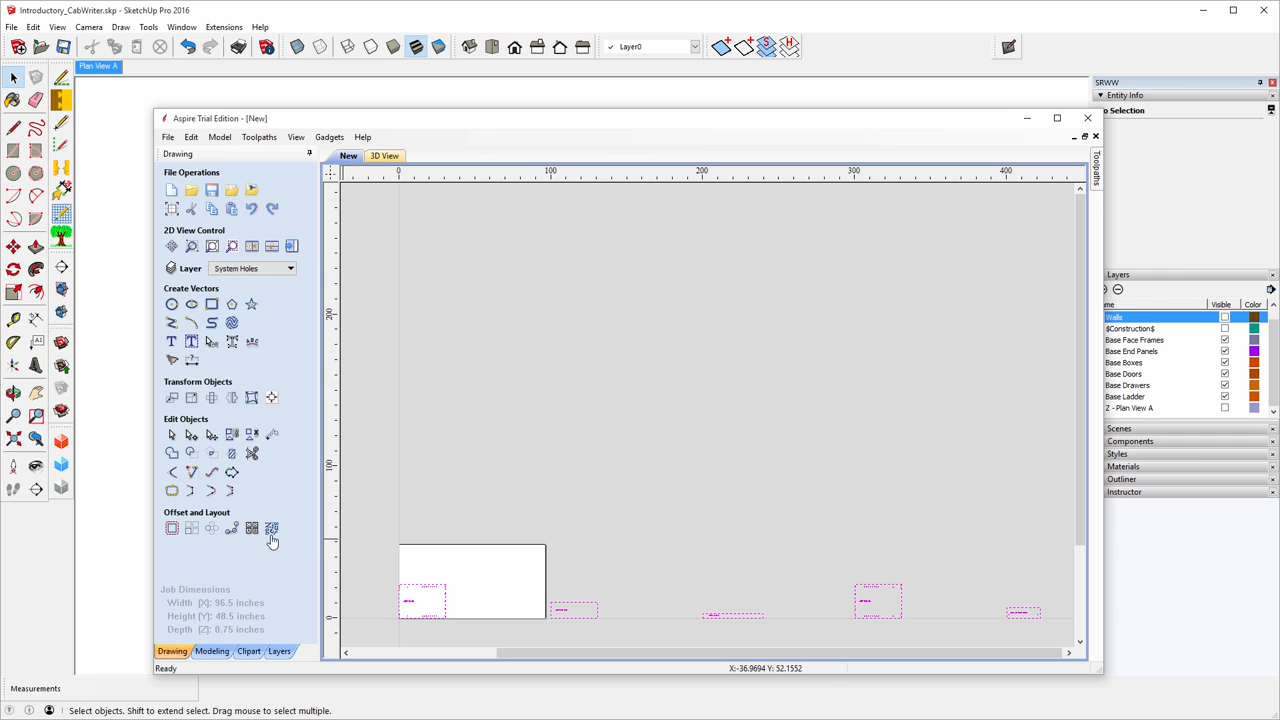 Introductory_CabWriter.skp - SketchUp Pro 2016
File Edit View Camera Draw Tools Window Extensions Help
Layer0
Plan View A
SRWW
Entity Info
o Selection
Aspire Trial Edition - [New]
File Edit Model Toolpaths View Gadgets Help
Drawing
New 3D View
Toolpaths
File Operations
0 100 200 300 400
2D View Control
Layer System Holes
Create Vectors
Transform Objects
Edit Objects
Offset and Layout
200
100
0
Job Dimensions
Width (X): 96.5 inches
Height (Y): 48.5 inches
Depth (Z): 0.75 inches
Drawing Modeling Clipart Layers
Ready
X:-36.9694 Y: 52.1552
Layers
ame Visible Color
Walls
$Construction$
Base Face Frames
Base End Panels
Base Boxes
Base Doors
Base Drawers
Base Ladder
Z - Plan View A
Scenes
Components
Styles
Materials
Outliner
Instructor
Measurements
Select objects. Shift to extend select. Drag mouse to select multiple.